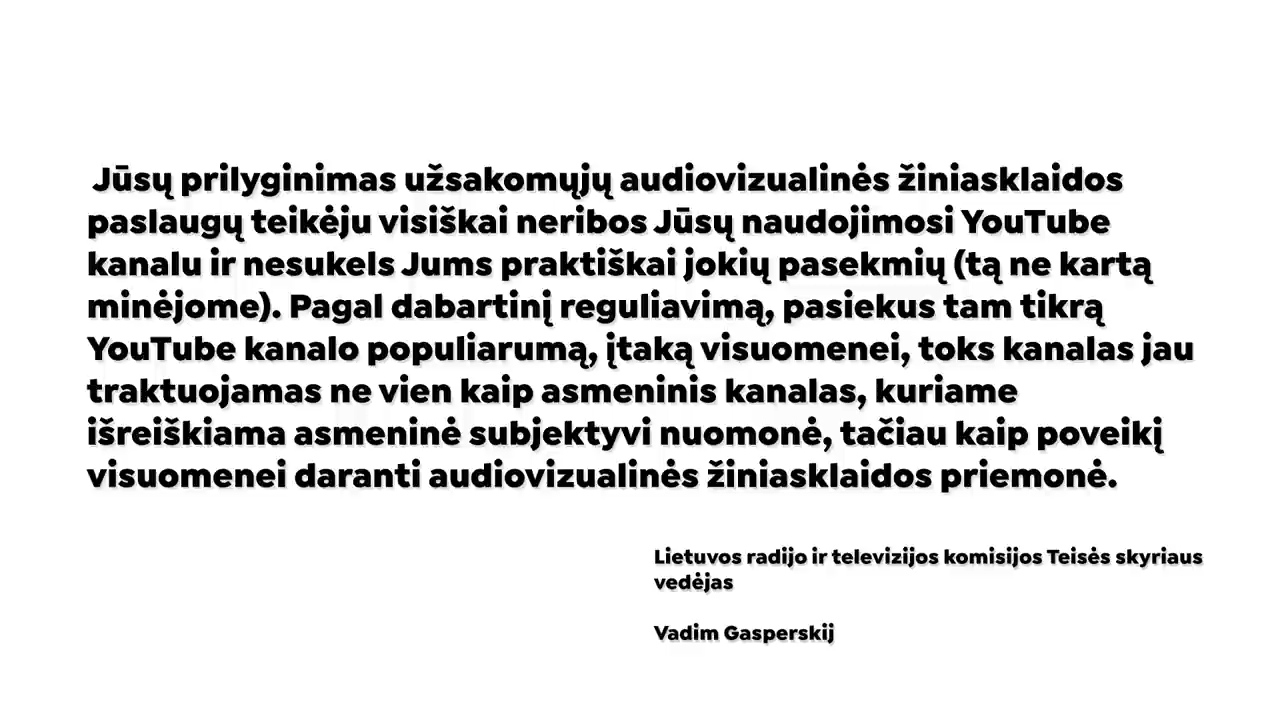 Jūsų prilyginimas užsakomųjų audiovizualinės žiniasklaidos
paslaugų teikėju visiškai neribos Jūsų naudojimosi YouTube
kanalu ir nesukels Jums praktiškai jokių pasekmių (tą ne kartą
minėjome). Pagal dabartinį reguliavimą, pasiekus tam tikrą
YouTube kanalo populiarumą, įtaką visuomenei, toks kanalas jau
traktuojamas ne vien kaip asmeninis kanalas, kuriame
išreiškiama asmeninė subjektyvi nuomonė, tačiau kaip poveikį
visuomenei daranti audiovizualinės žiniasklaidos priemonė.
Lietuvos radijo ir televizijos komisijos Teisės skyriaus
vedėjas
Vadim Gasperskij